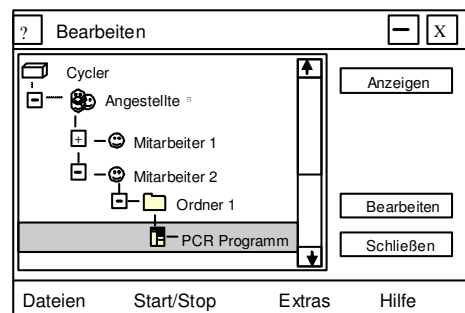 ? Bearbeiten X
Cycler
Anzeigen
Angestellte
Mitarbeiter 1
Mitarbeiter 2
Ordner 1
Bearbeiten
PCR Programm
Schließen
Dateien Start/Stop Extras Hilfe